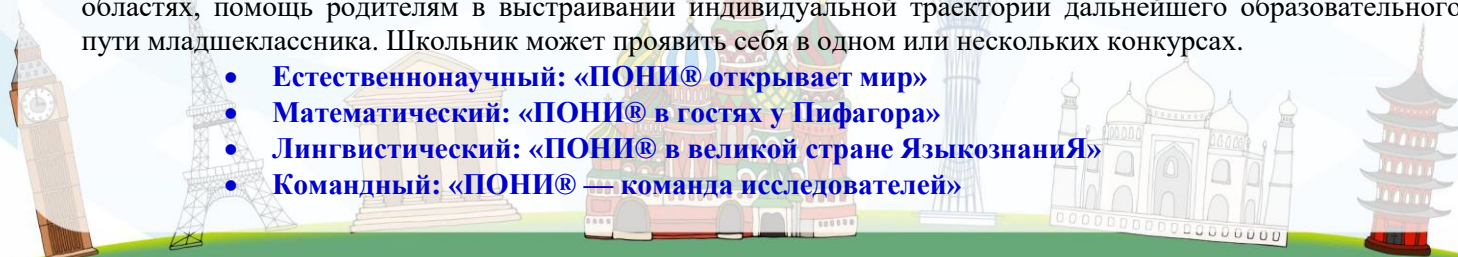 областях, помощь родителям в выстраивании индивидуальной траектории дальнейшего образовательного
пути младшеклассника. Школьник может проявить себя в одном или нескольких конкурсах.
• Естественнонаучный: «ПОНИ® открывает мир»
• Математический: «ПОНИ® в гостях у Пифагора»
• Лингвистический: «ПОНИ® в великой стране ЯзыкознаниЯ»
• Командный: «ПОНИ® — команда исследователей»